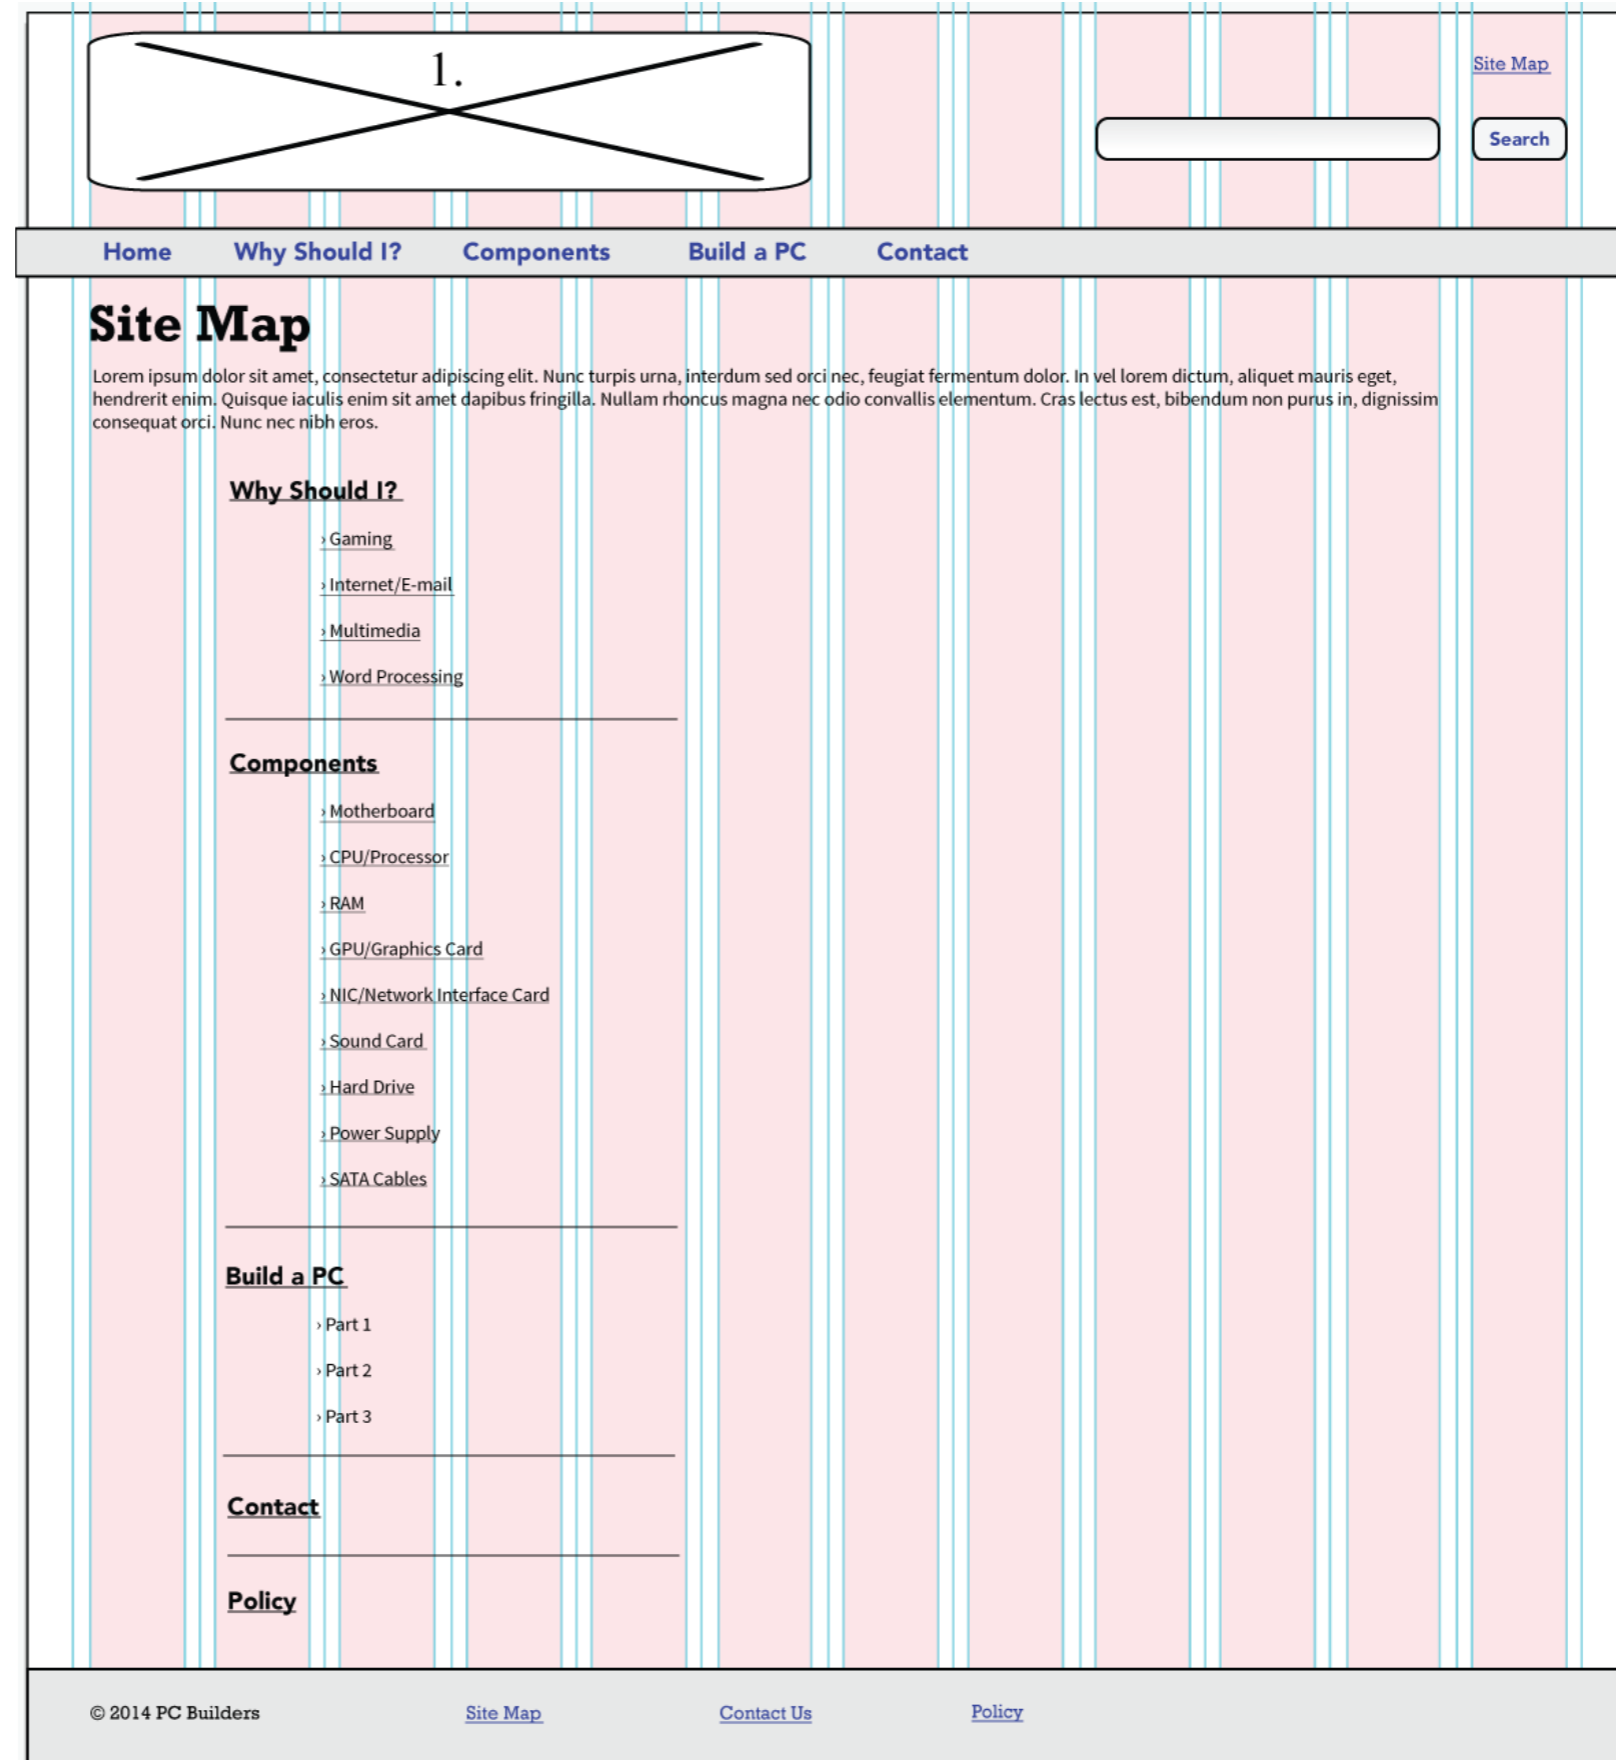 1.
Site Map
Search
Home Why Should I? Components Build a PC Contact
Site Map
Lorem ipsum dolor sit amet, consectetur adipiscing elit. Nunc turpis urna, interdum sed orci nec, feugiat fermentum dolor. In vel lorem dictum, aliquet mauris eget,
hendrerit enim. Quisque iaculis enim sit amet dapibus fringilla. Nullam rhoncus magna nec odio convallis elementum. Cras lectus est, bibendum non purus in, dignissim
consequat orci. Nunc nec nibh eros.
Why Should I?
› Gaming
› Internet/E-mail
› Multimedia
› Word Processing
Components
› Motherboard
› CPU/Processor
› RAM
› GPU/Graphics Card
› NIC/Network Interface Card
› Sound Card
› Hard Drive
› Power Supply
› SATA Cables
Build a PC
› Part 1
› Part 2
› Part 3
Contact
Policy
© 2014 PC Builders Site Map Contact Us Policy